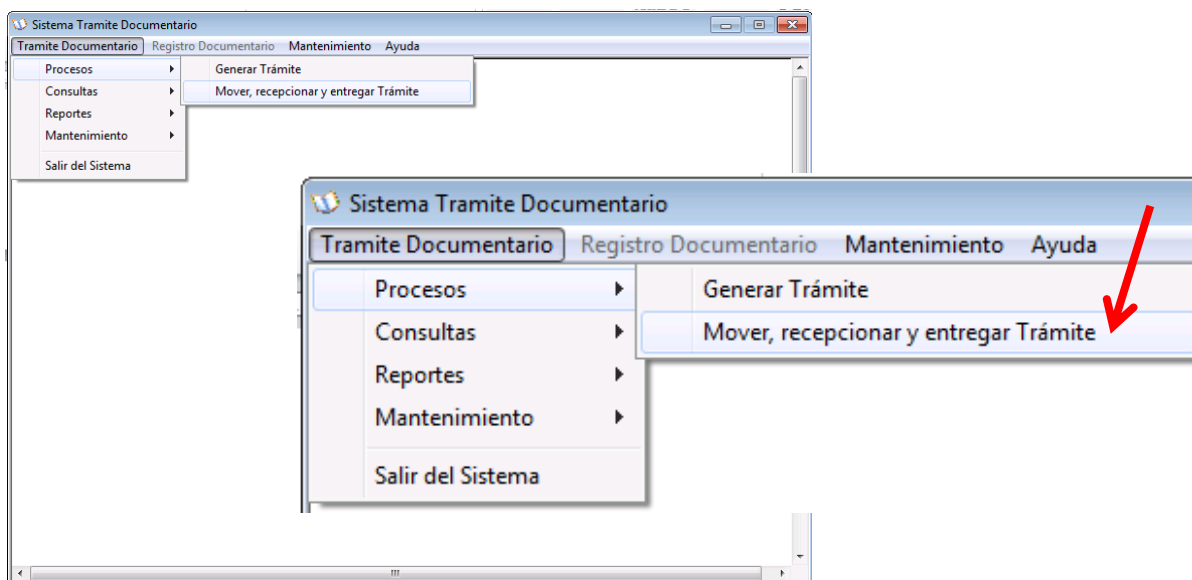 Sistema Tramite Documentario
Tramite Documentario Registro Documentario Mantenimiento Ayuda
Procesos Generar Trámite
Consultas Mover, recepcionar y entregar Trámite
Reportes
Mantenimiento
Salir del Sistema
Sistema Tramite Documentario
Tramite Documentario Registro Documentario Mantenimiento Ayuda
Procesos Generar Trámite
Consultas Mover, recepcionar y entregar Trámite
Reportes
Mantenimiento
Salir del Sistema